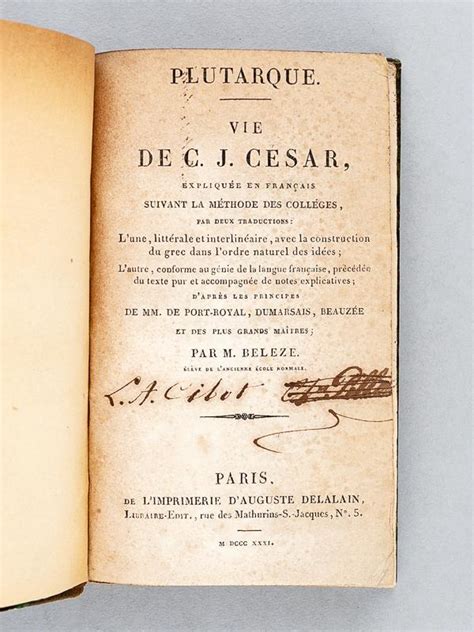 PLUTARQUE.
VIE
DE C. J. CÉSAR,
EXPLIQUÉE EN FRANÇAIS
SUIVANT LA MÉTHODE DES COLLÉGES,
PAR DEUX TRADUCTIONS:
L'une, littérale et interlinéaire, avec la construction
du grec dans l'ordre naturel des idées;
L'autre, conforme au génie de la langue française, précédée
du texte pur et accompagnée de notes explicatives;
D'APRÈS LES PRINCIPES
DE MM. DE PORT-ROYAL, DUMARSAIS, BEAUZÉE
ET DES PLUS GRANDS MAÎTRES;
PAR M. BELEZE.
ÉLÈVE DE L'ANCIENNE ÉCOLE NORMALE.
L. A. Cibot
PARIS.
DE L'IMPRIMERIE D'AUGUSTE DELALAIN,
LIBRAIRE-ÉDIT., rue des Mathurins-S.-Jacques, N°. 5.
M DCCC XXXI.